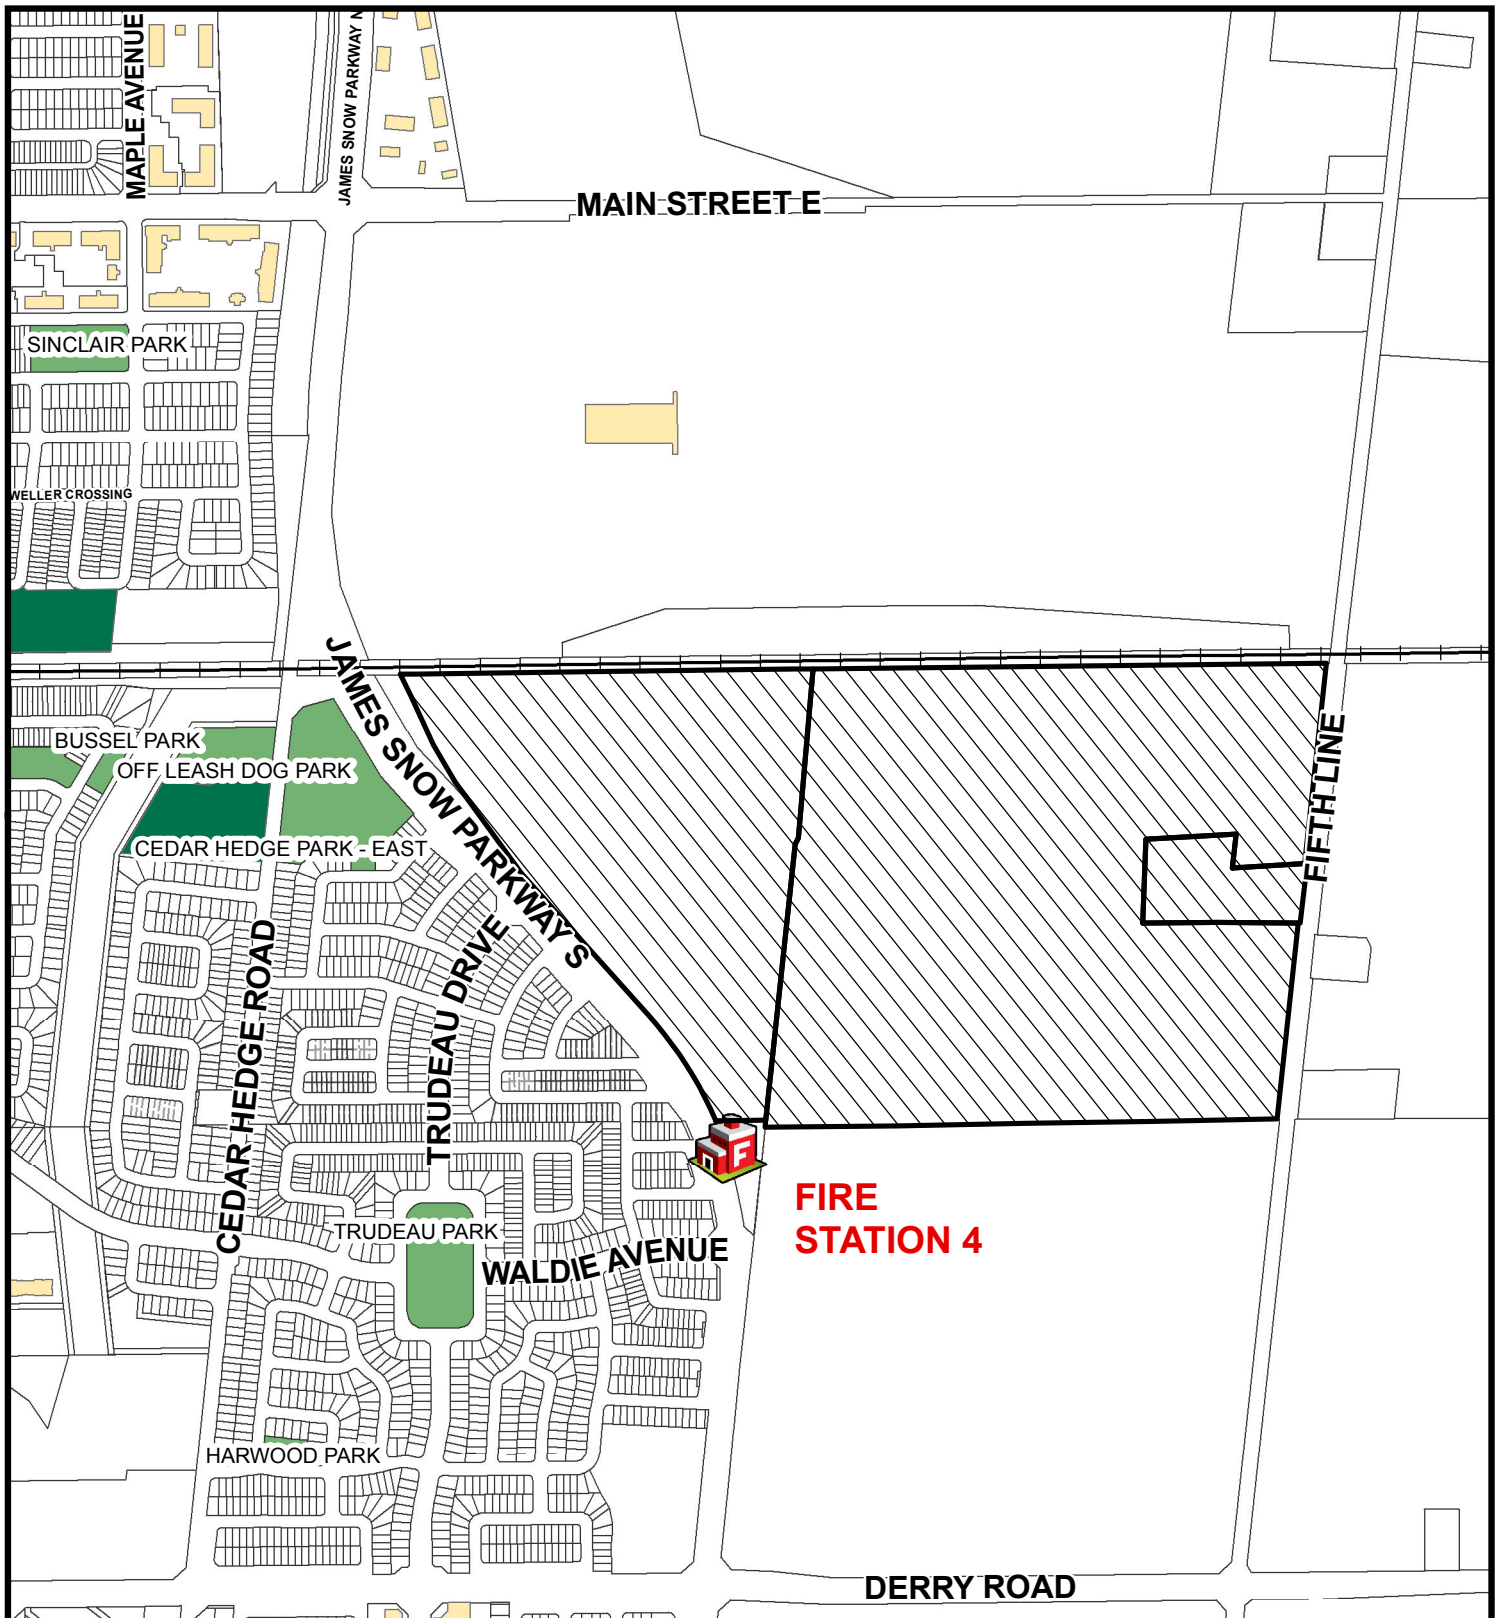 MAPLE AVENUE
JAMES SNOW PARKWAY N
MAIN STREET E
SINCLAIR PARK
WELLER CROSSING
JAMES SNOW PARKWAY S
BUSSEL PARK
OFF LEASH DOG PARK
CEDAR HEDGE PARK - EAST
FIFTH LINE
CEDAR HEDGE ROAD
TRUDEAU DRIVE
F
FIRE
STATION 4
TRUDEAU PARK
WALDIE AVENUE
HARWOOD PARK
DERRY ROAD